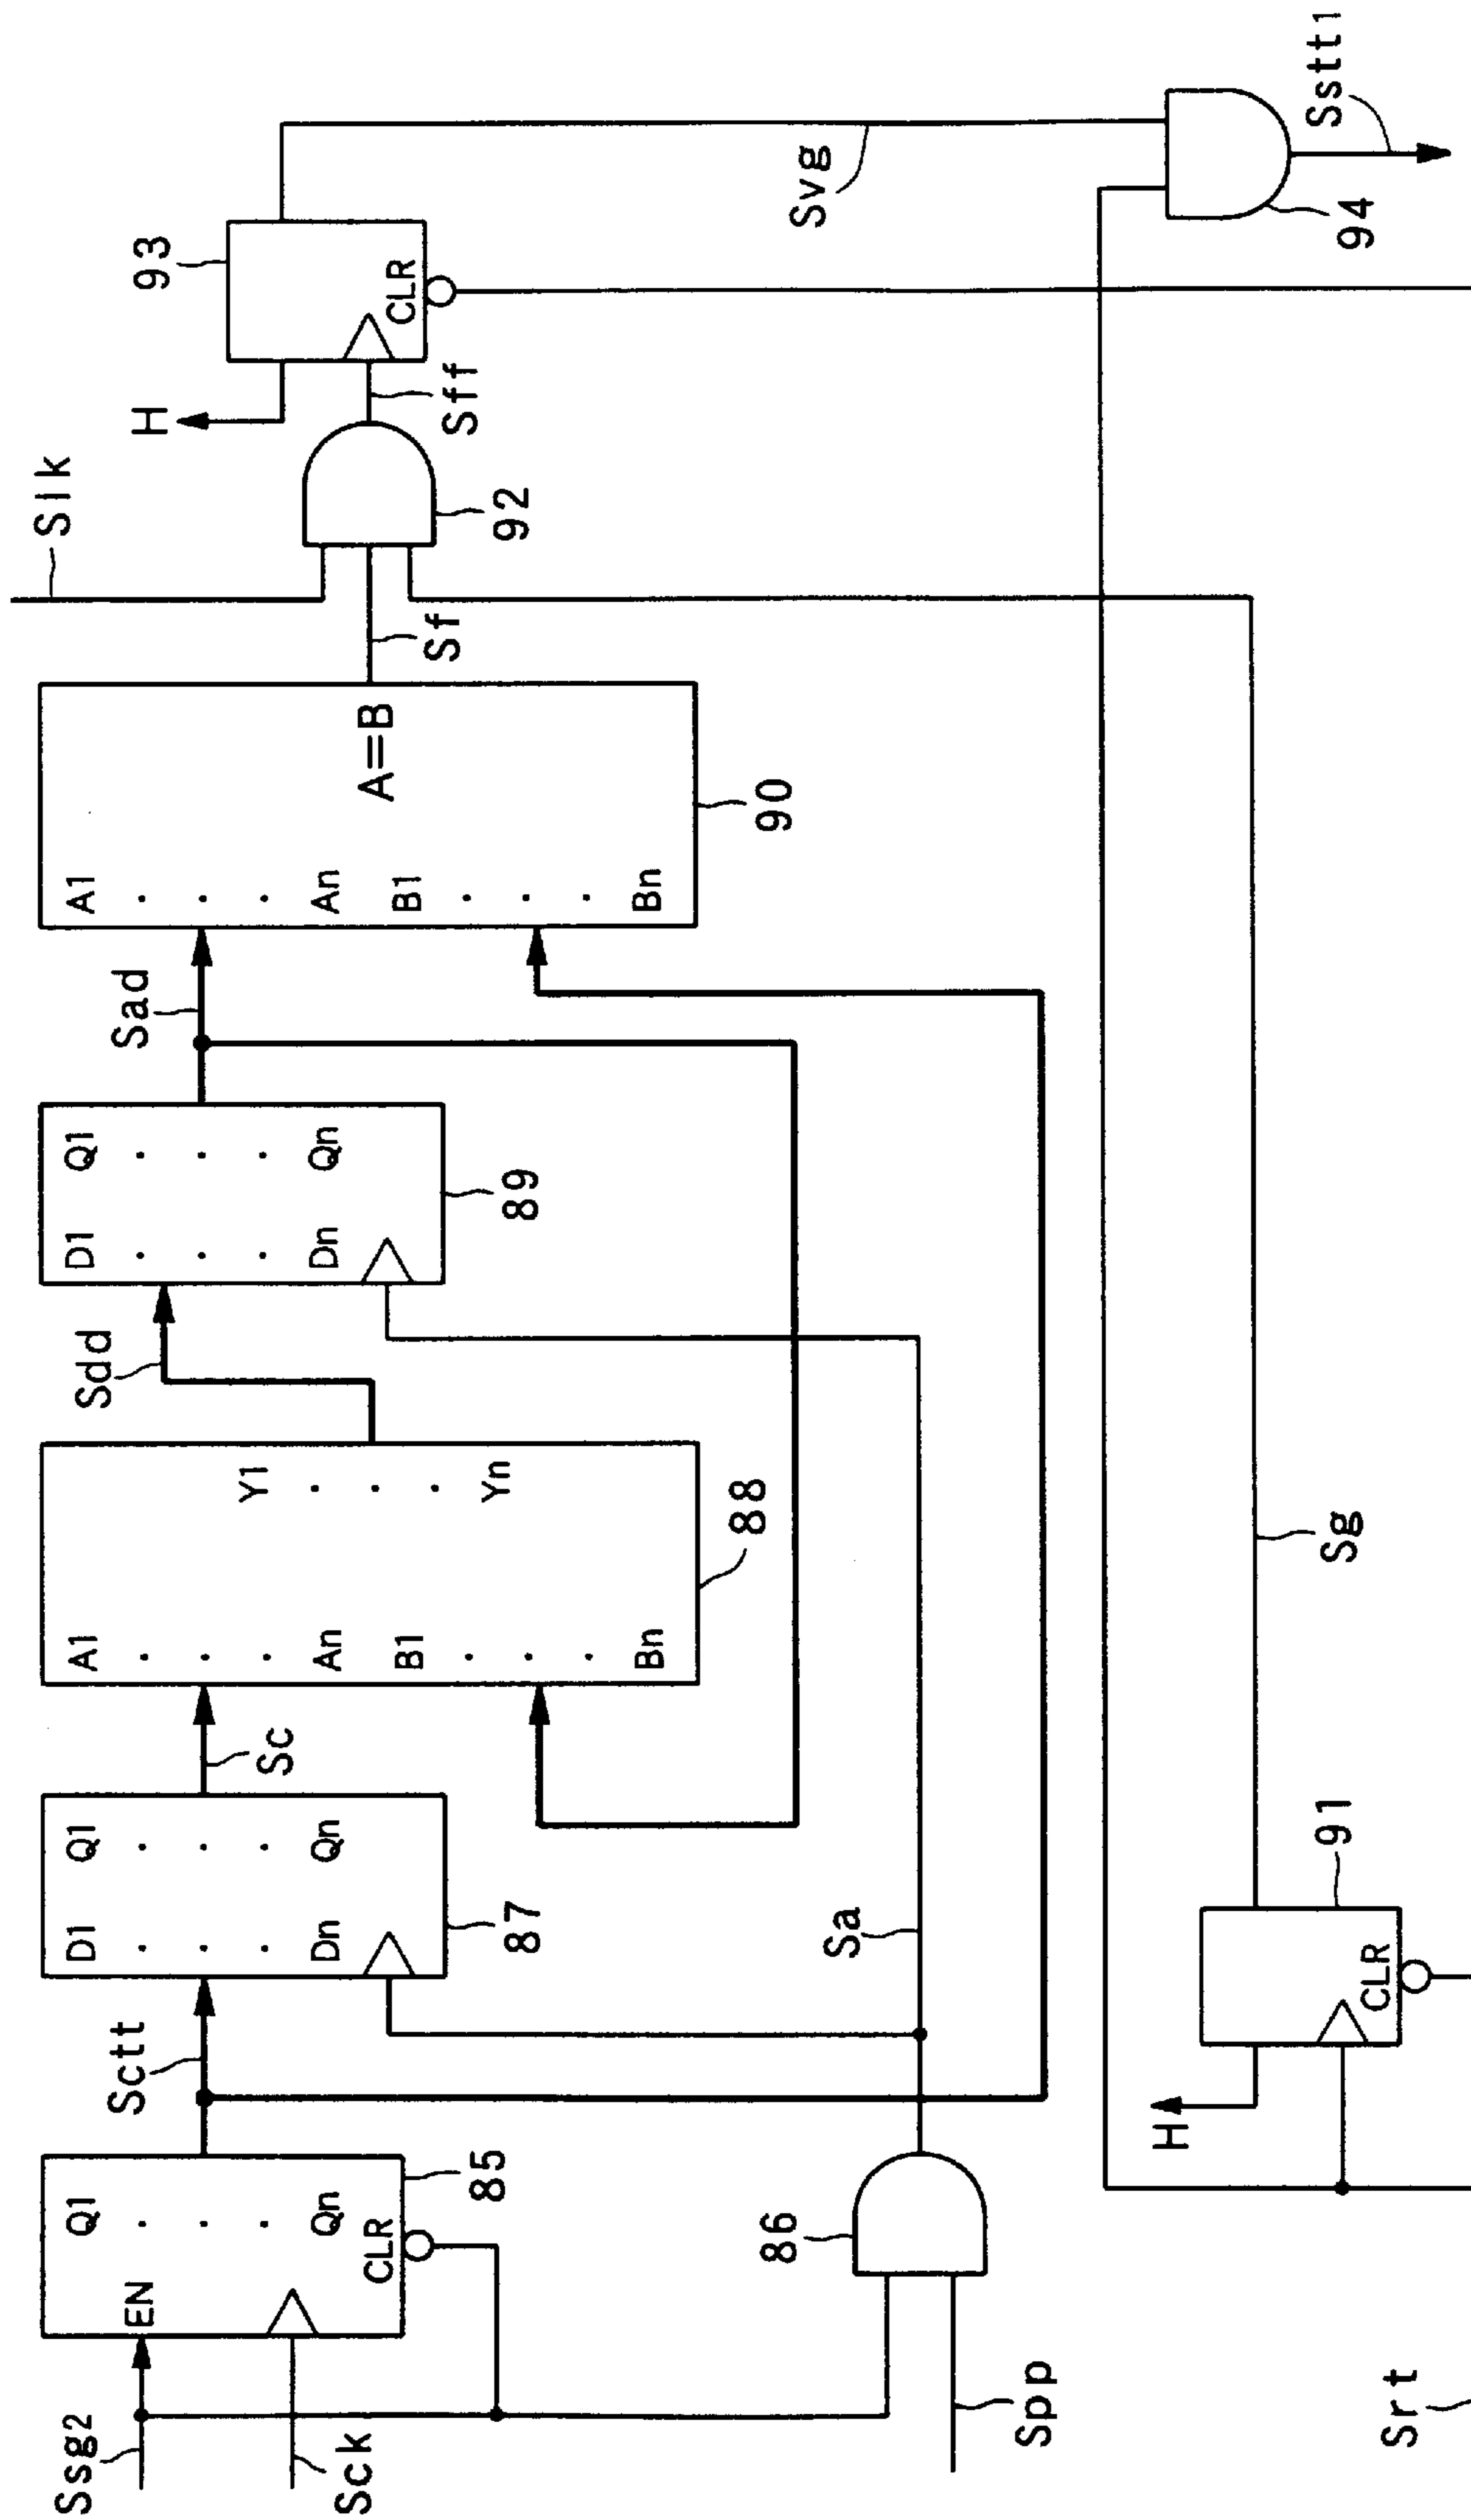 Ssg2
Sck
EN
Q1
Qn
CLR
85
Sctt
D1
Dn
Q1
Qn
87
Sc
A1
An
B1
Bn
Y1
Yn
88
Sdd
D1
Dn
Q1
Qn
89
Sad
A1
An
B1
Bn
A=B
90
Sf
Slk
92
Sff
H
CLR
93
Svg
86
Spp
Sa
Srt
H
CLR
91
Sg
94
Sstt1